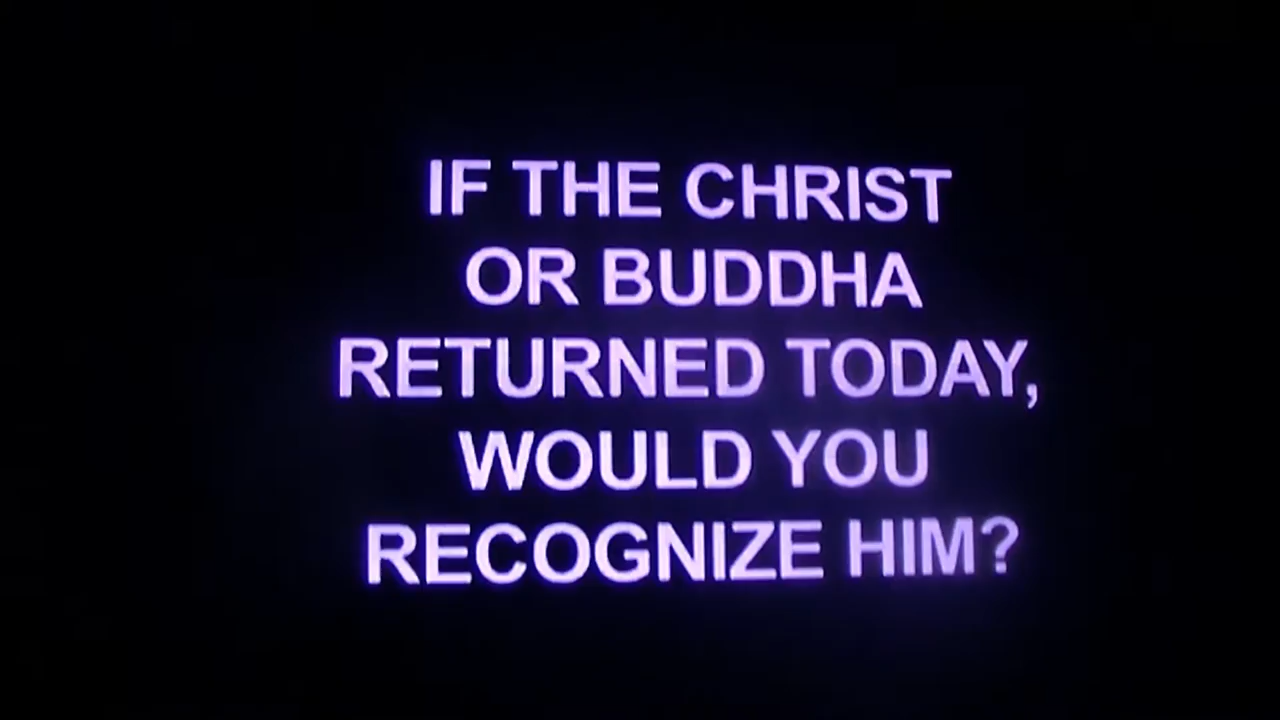 IF THE CHRIST
OR BUDDHA
RETURNED TODAY,
WOULD YOU
RECOGNIZE HIM?